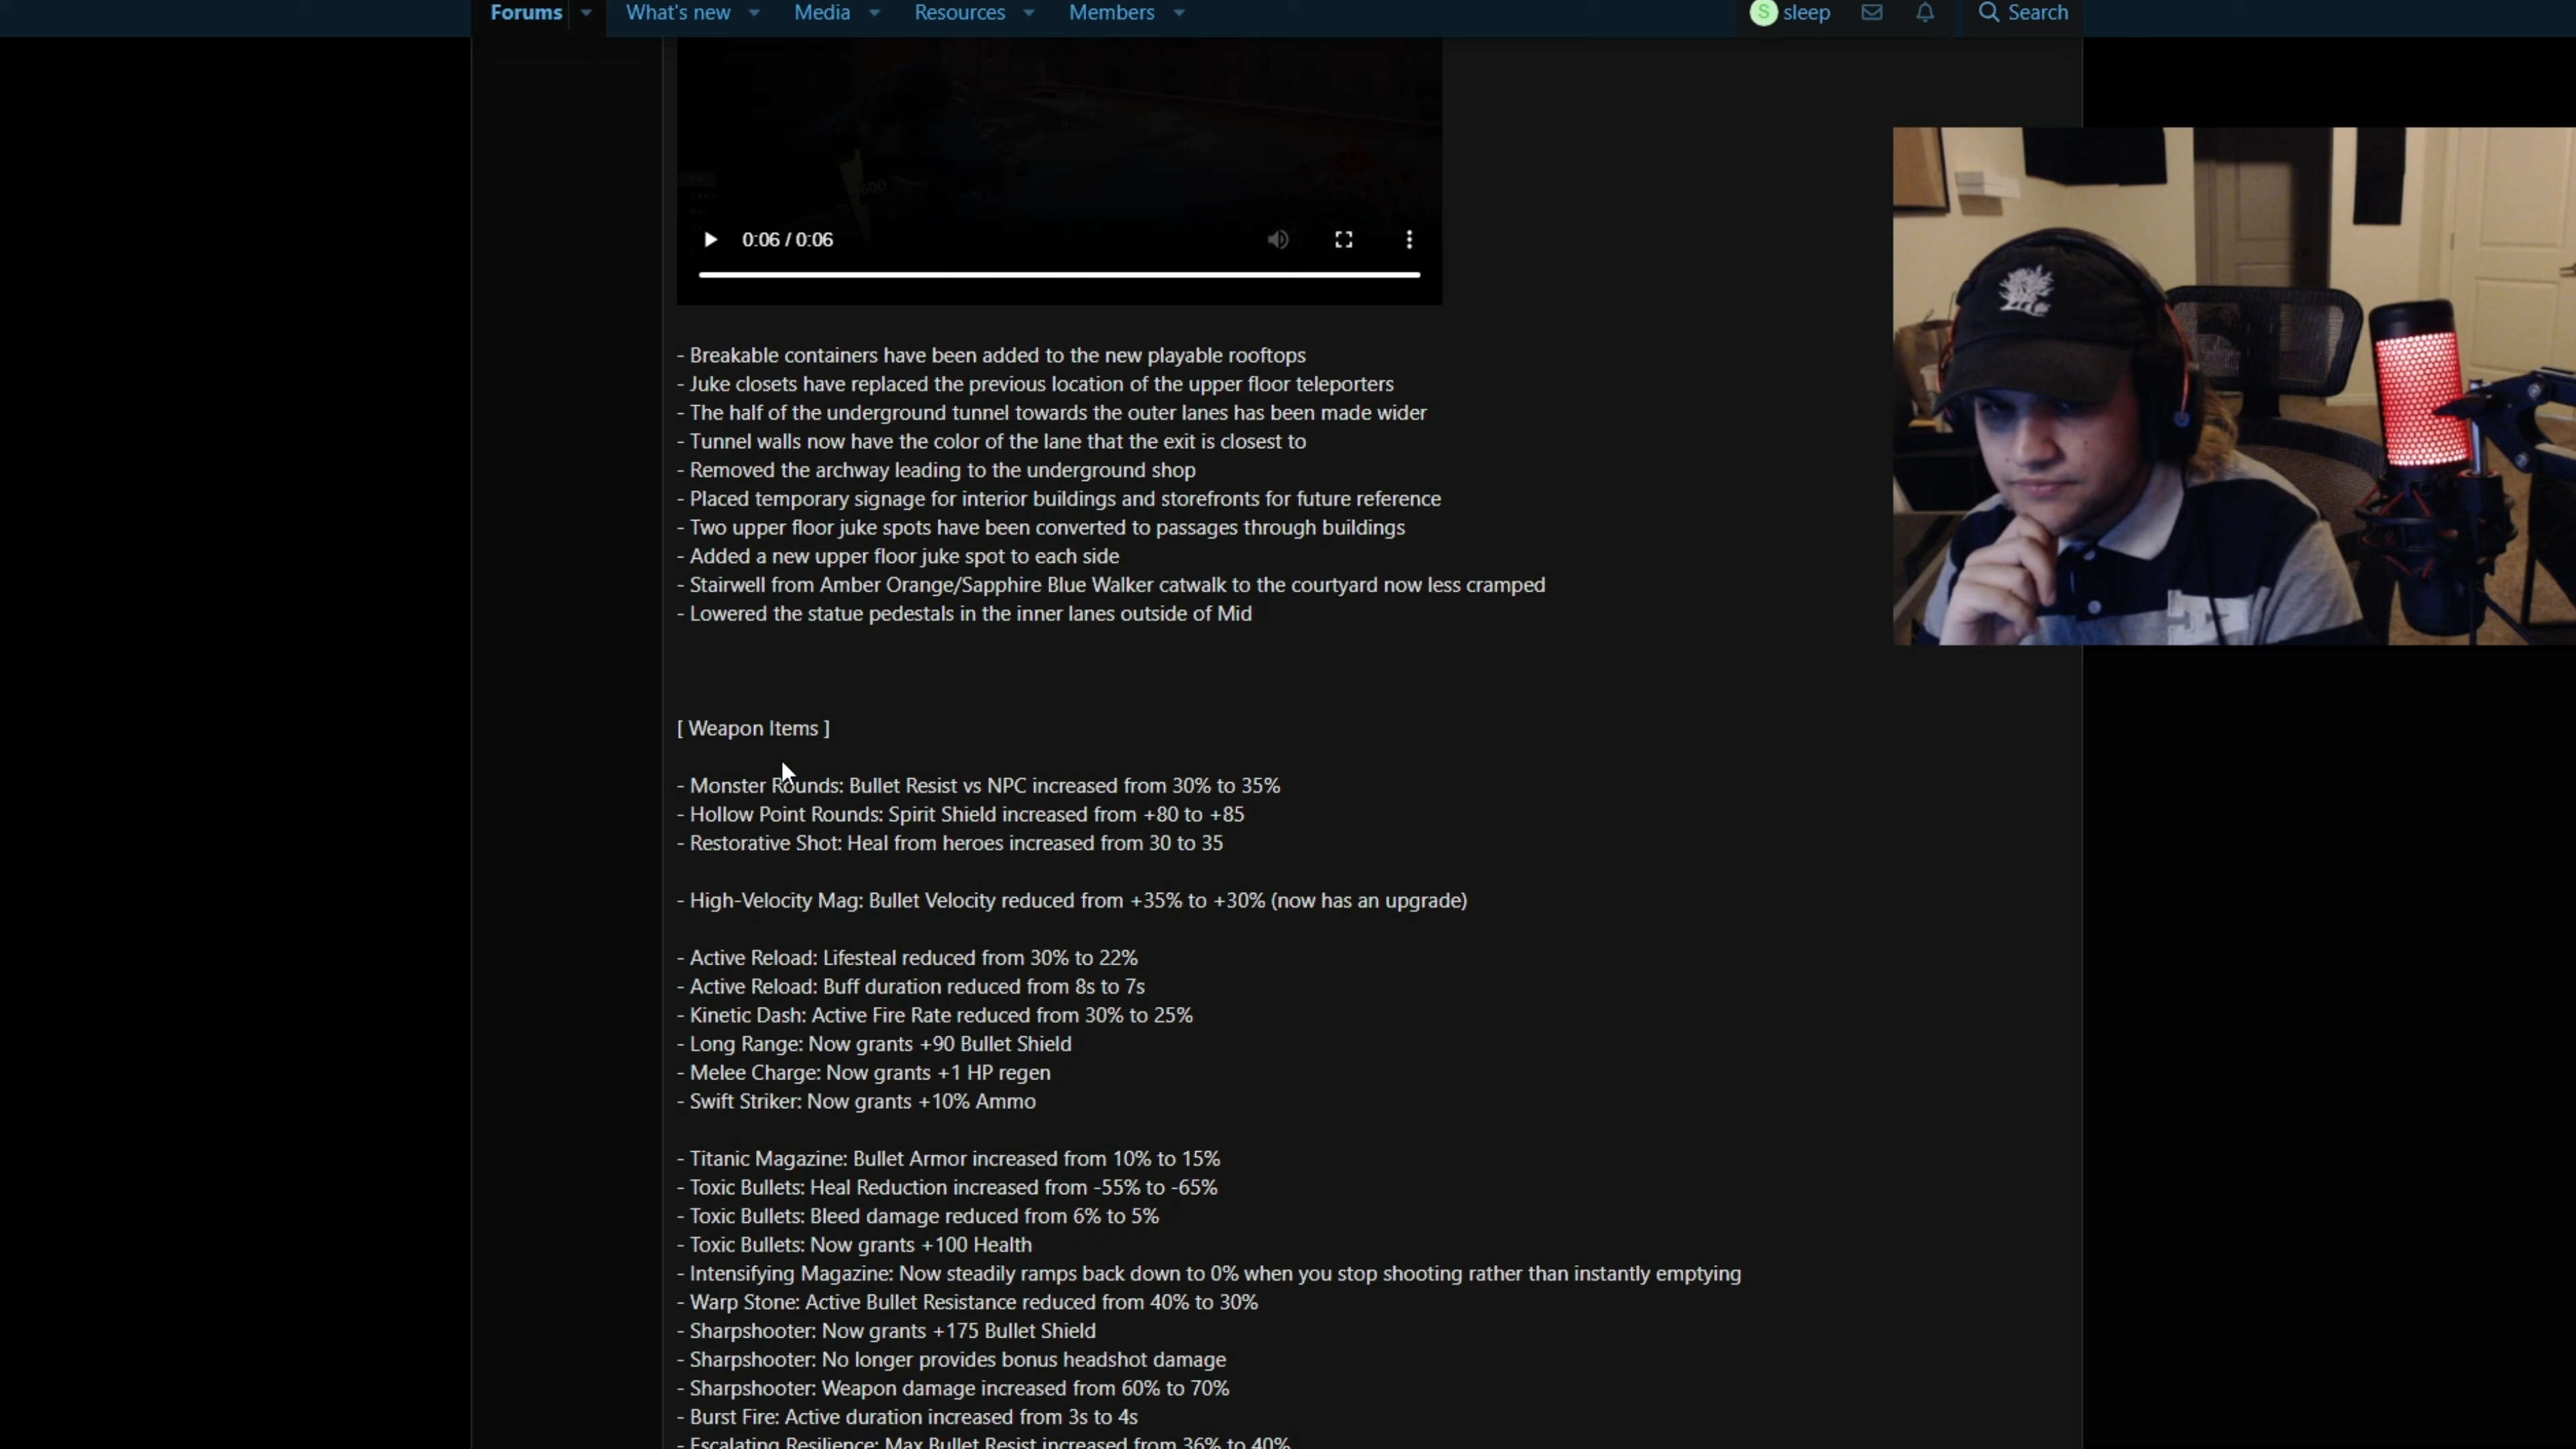 Forums What's new Media Resources Members S sleep Search
0:06 / 0:06
- Breakable containers have been added to the new playable rooftops
- Juke closets have replaced the previous location of the upper floor teleporters
- The half of the underground tunnel towards the outer lanes has been made wider
- Tunnel walls now have the color of the lane that the exit is closest to
- Removed the archway leading to the underground shop
- Placed temporary signage for interior buildings and storefronts for future reference
- Two upper floor juke spots have been converted to passages through buildings
- Added a new upper floor juke spot to each side
- Stairwell from Amber Orange/Sapphire Blue Walker catwalk to the courtyard now less cramped
- Lowered the statue pedestals in the inner lanes outside of Mid
[ Weapon Items ]
- Monster Rounds: Bullet Resist vs NPC increased from 30% to 35%
- Hollow Point Rounds: Spirit Shield increased from +80 to +85
- Restorative Shot: Heal from heroes increased from 30 to 35
- High-Velocity Mag: Bullet Velocity reduced from +35% to +30% (now has an upgrade)
- Active Reload: Lifesteal reduced from 30% to 22%
- Active Reload: Buff duration reduced from 8s to 7s
- Kinetic Dash: Active Fire Rate reduced from 30% to 25%
- Long Range: Now grants +90 Bullet Shield
- Melee Charge: Now grants +1 HP regen
- Swift Striker: Now grants +10% Ammo
- Titanic Magazine: Bullet Armor increased from 10% to 15%
- Toxic Bullets: Heal Reduction increased from -55% to -65%
- Toxic Bullets: Bleed damage reduced from 6% to 5%
- Toxic Bullets: Now grants +100 Health
- Intensifying Magazine: Now steadily ramps back down to 0% when you stop shooting rather than instantly emptying
- Warp Stone: Active Bullet Resistance reduced from 40% to 30%
- Sharpshooter: Now grants +175 Bullet Shield
- Sharpshooter: No longer provides bonus headshot damage
- Sharpshooter: Weapon damage increased from 60% to 70%
- Burst Fire: Active duration increased from 3s to 4s
- Escalating Resilience: Max Bullet Resist increased from 36% to 40%